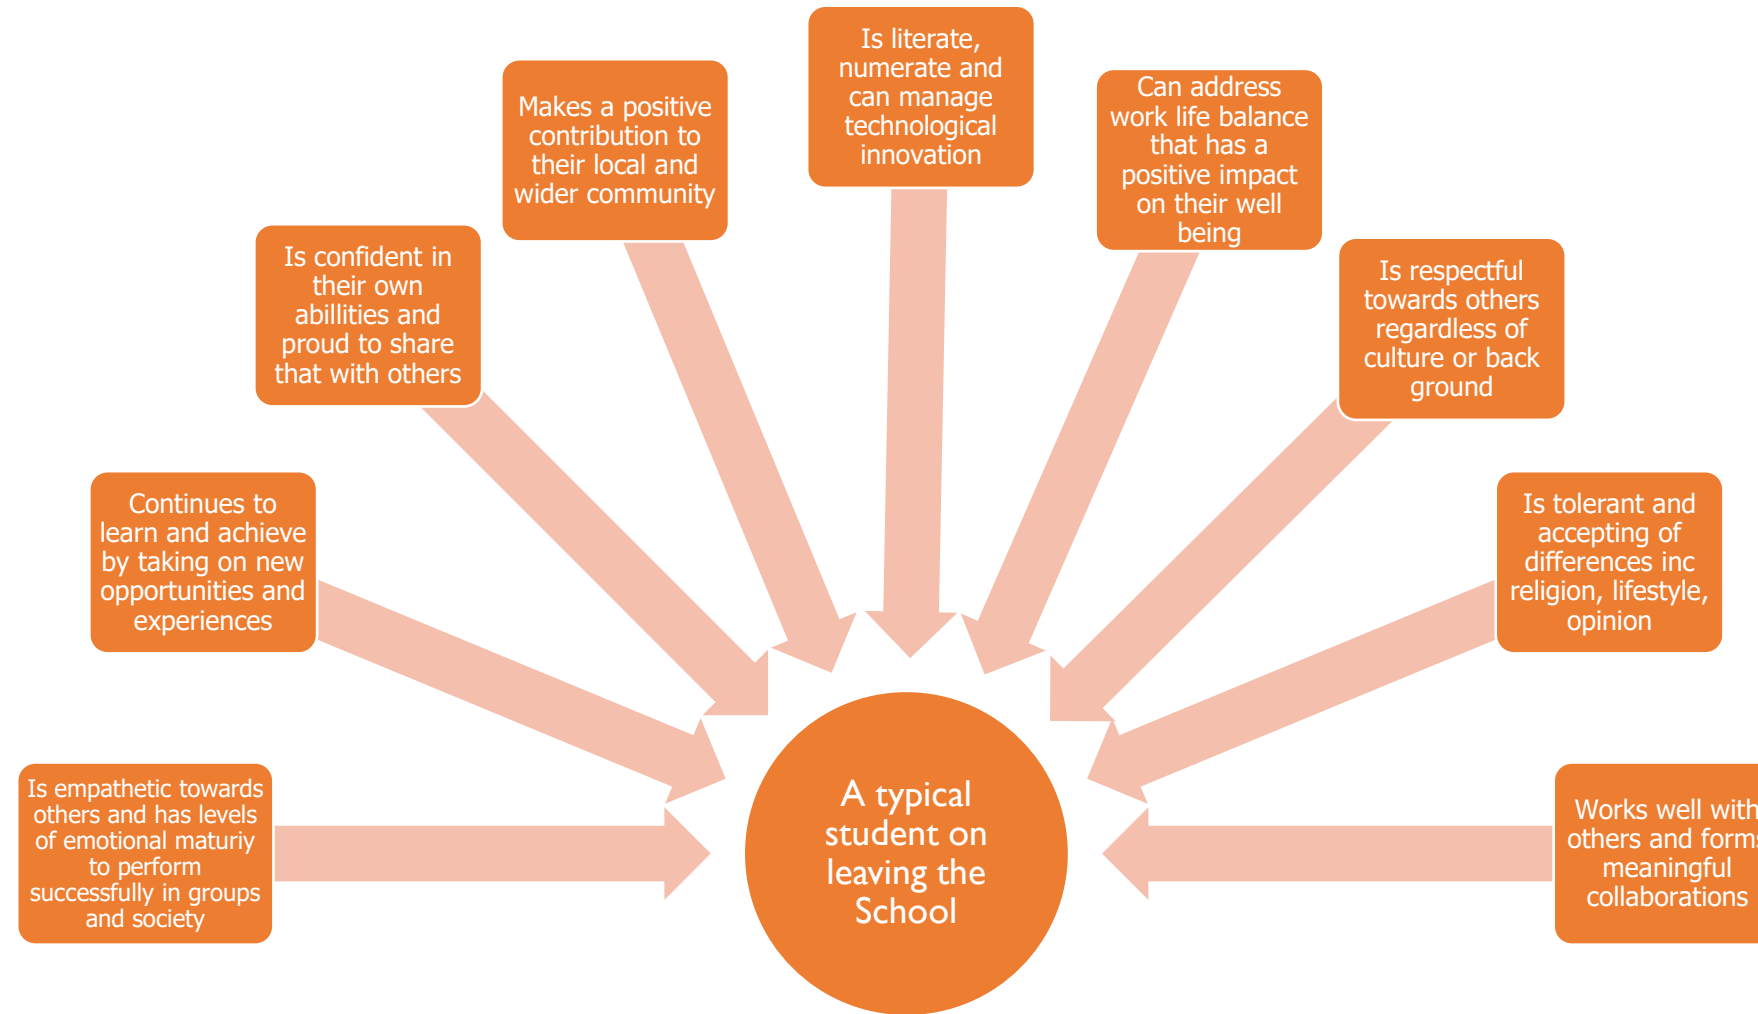 Is literate,
numerate and
can manage
technological
innovation
Makes a positive
contribution to
their local and
wider community
Can address
work life balance
that has a
positive impact
on their well
being
Is confident in
their own
abillities and
proud to share
that with others
Is respectful
towards others
regardless of
culture or back
ground
Continues to
learn and achieve
by taking on new
opportunities and
experiences
Is tolerant and
accepting of
differences inc
religion, lifestyle,
opinion
Is empathetic towards
others and has levels
of emotional maturiy
to perform
successfully in groups
and society
A typical
student on
leaving the
School
Works well with
others and forms
meaningful
collaborations